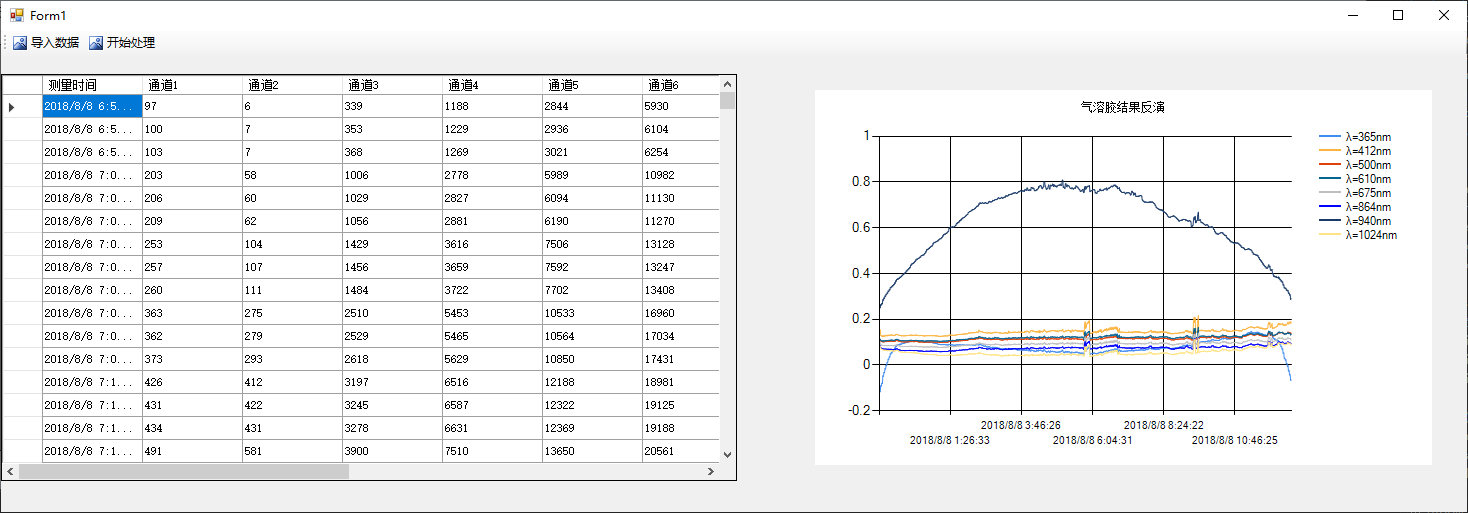 Form1
导入数据 开始处理
测量时间 通道1 通道2 通道3 通道4 通道5 通道6
2018/8/8 6:5... 97 6 339 1188 2844 5930
2018/8/8 6:5... 100 7 353 1229 2936 6104
2018/8/8 6:5... 103 7 368 1269 3021 6254
2018/8/8 7:0... 203 58 1006 2778 5989 10982
2018/8/8 7:0... 206 60 1029 2827 6094 11130
2018/8/8 7:0... 209 62 1056 2881 6190 11270
2018/8/8 7:0... 253 104 1429 3616 7506 13128
2018/8/8 7:0... 257 107 1456 3659 7592 13247
2018/8/8 7:0... 260 111 1484 3722 7702 13408
2018/8/8 7:0... 363 275 2510 5453 10533 16960
2018/8/8 7:0... 362 279 2529 5465 10564 17034
2018/8/8 7:0... 373 293 2618 5629 10850 17431
2018/8/8 7:1... 426 412 3197 6516 12188 18981
2018/8/8 7:1... 431 422 3245 6587 12322 19125
2018/8/8 7:1... 434 431 3278 6631 12369 19188
2018/8/8 7:1... 491 581 3900 7510 13650 20561
气溶胶结果反演
1
0.8
0.6
0.4
0.2
0
-0.2
2018/8/8 3:46:26 2018/8/8 8:24:22
2018/8/8 1:26:33 2018/8/8 6:04:31 2018/8/8 10:46:25
λ=365nm
λ=412nm
λ=500nm
λ=610nm
λ=675nm
λ=864nm
λ=940nm
λ=1024nm